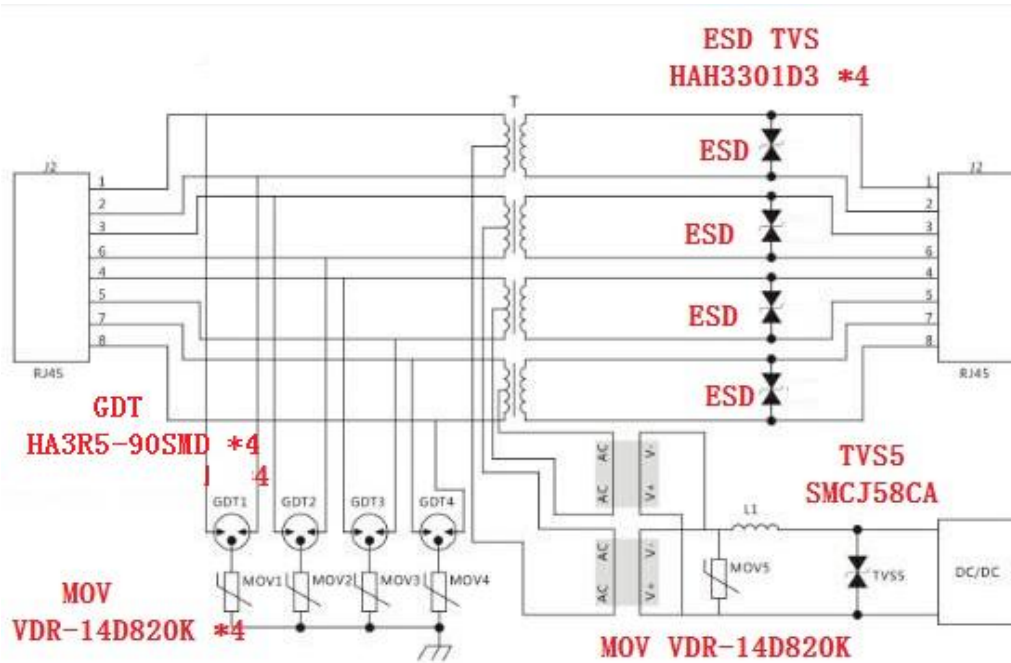 ESD TVS
HAH3301D3 *4
T
J2
J2
ESD
1
2
3
6
4
5
7
8
1
2
3
6
4
5
7
8
ESD
ESD
ESD
RJ45
RJ45
GDT
HA3R5-90SMD *4
4
AC
AC
V-
V+
TVS5
SMCJ58CA
GDT1
GDT2
GDT3
GDT4
L1
AC
AC
V-
V+
MOV5
TVS5
DC/DC
MOV1
MOV2
MOV3
MOV4
MOV
VDR-14D820K *4
MOV VDR-14D820K